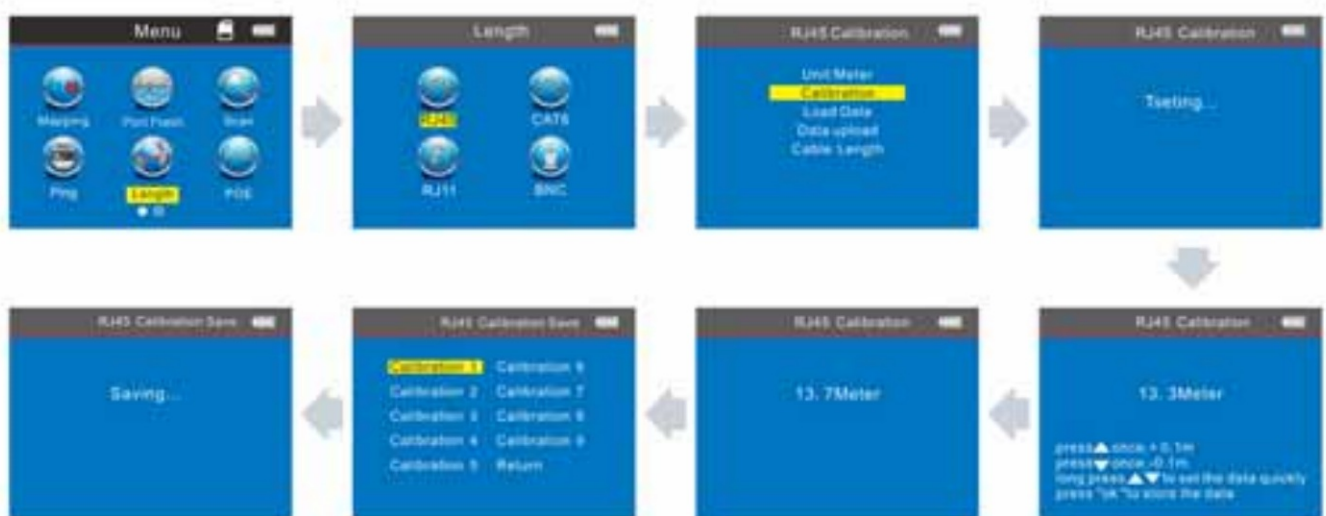 Menu
Mapping Port Flash Scan
Ping Length POE
Length
RJ45 CAT6
RJ11 BNC
RJ45 Calibration
Unit Meter
Calibration
Load Data
Data upload
Cable Length
RJ45 Calibration
Tseting...
RJ45 Calibration
13. 3Meter
press▲once +0.1m
press▼once -0.1m
long press▲▼to set the data quickly
press "ok "to store the data
RJ45 Calibration
13. 7Meter
RJ45 Calibration Save
Calibration 1 Calibration 6
Calibration 2 Calibration 7
Calibration 3 Calibration 8
Calibration 4 Calibration 9
Calibration 5 Return
RJ45 Calibration Save
Saving...